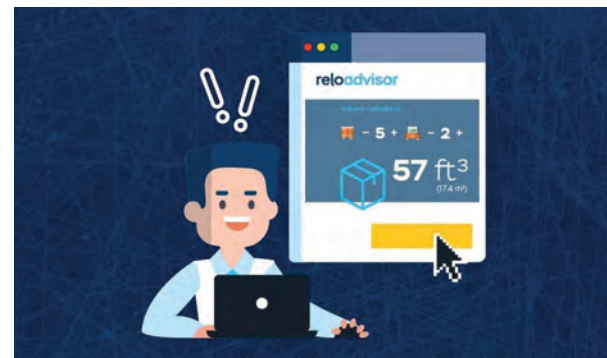 reloadvisor
- 5 + - 2 +
57 ft³
(17.4 m³)